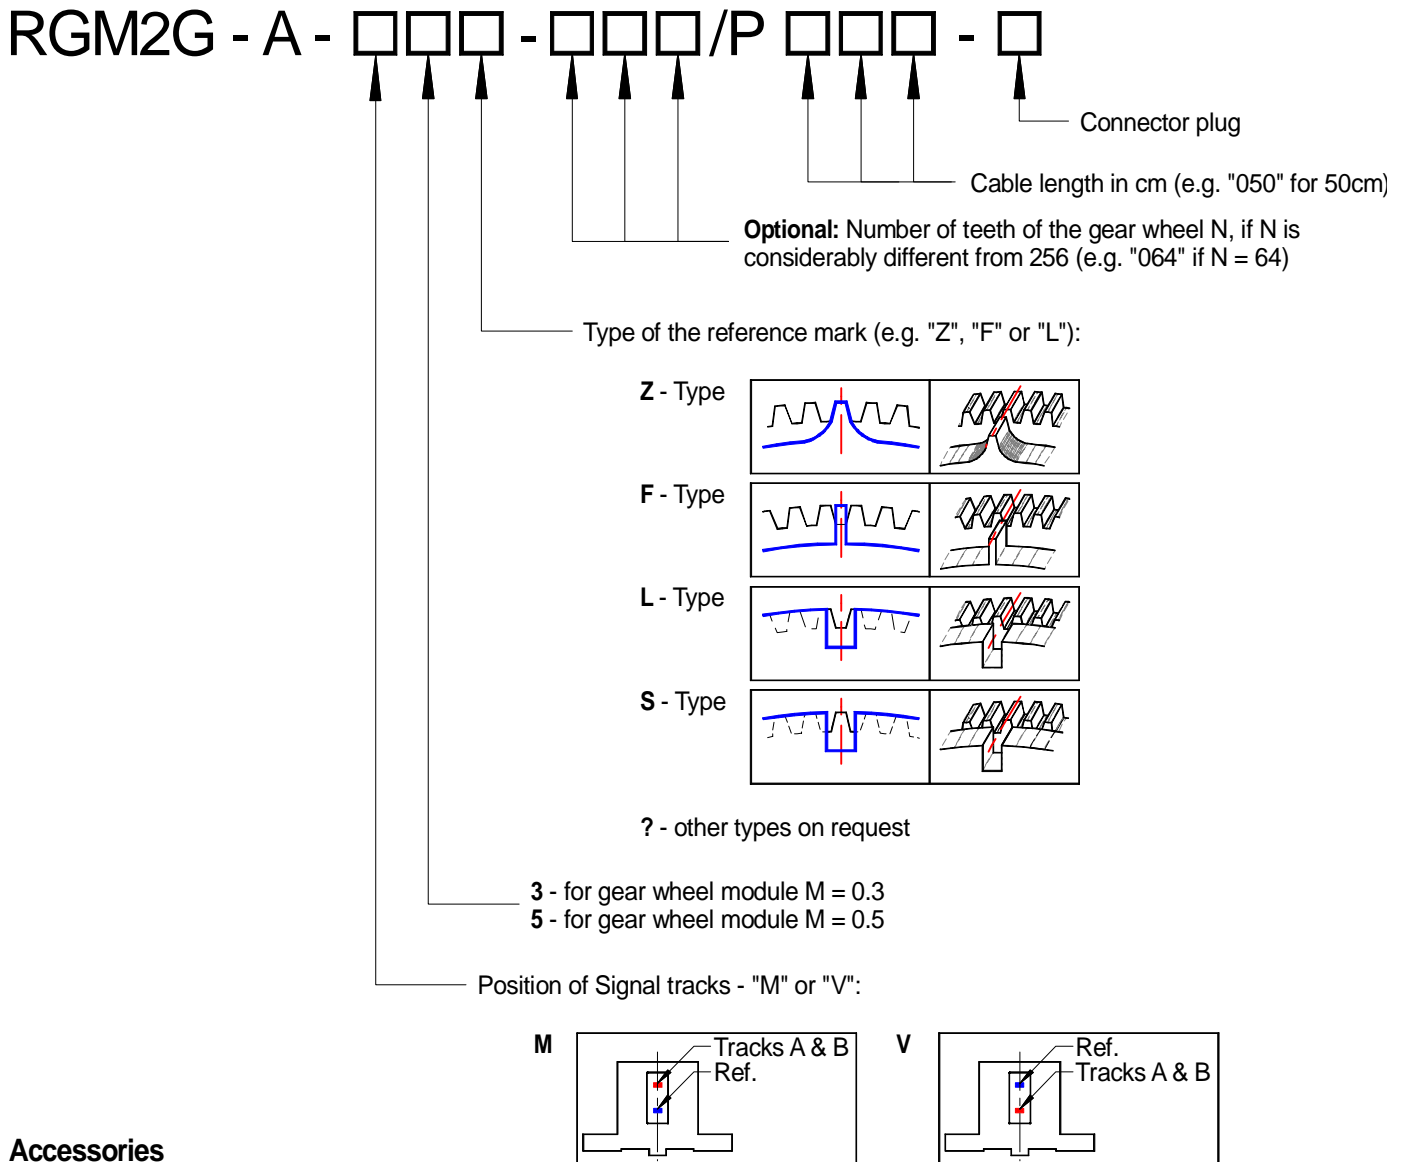 RGM2G - A - □□□ - □□□/P □□□ - □
Connector plug
Cable length in cm (e.g. "050" for 50cm)
Optional: Number of teeth of the gear wheel N, if N is
considerably different from 256 (e.g. "064" if N = 64)
Type of the reference mark (e.g. "Z", "F" or "L"):
Z - Type
F - Type
L - Type
S - Type
? - other types on request
3 - for gear wheel module M = 0.3
5 - for gear wheel module M = 0.5
Position of Signal tracks - "M" or "V":
M
Tracks A & B
Ref.
V
Ref.
Tracks A & B
Accessories